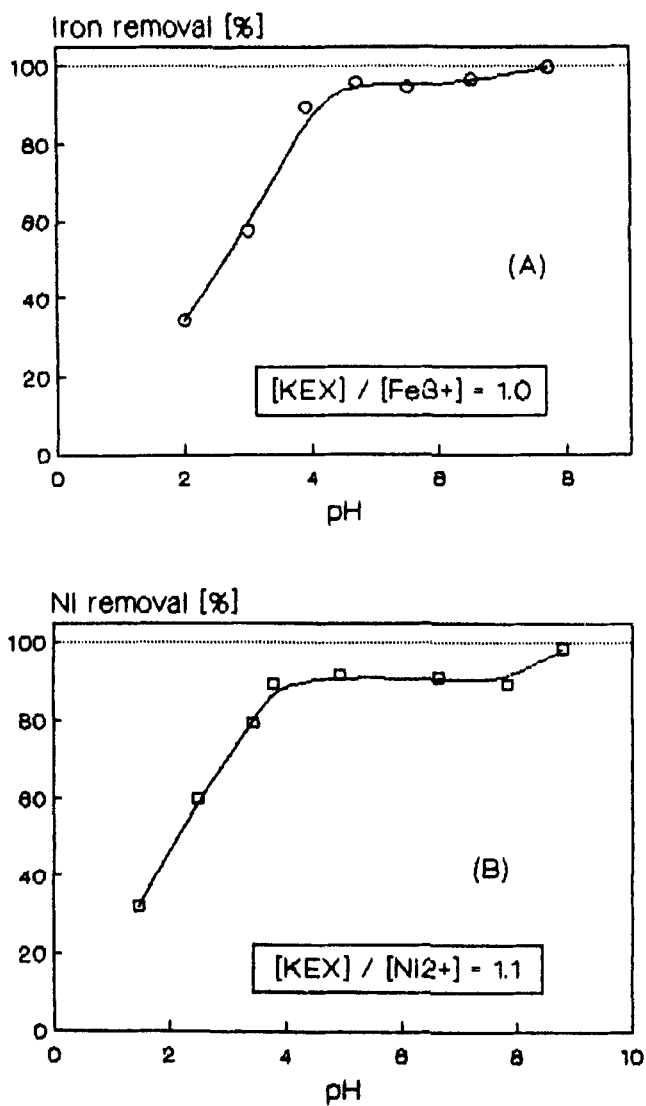 Iron removal [%]
100
80
60
40
20
0
(A)
[KEX] / [Fe3+] = 1.0
0 2 4 6 8
pH
Ni removal [%]
100
80
60
40
20
0
(B)
[KEX] / [Ni2+] = 1.1
0 2 4 6 8 10
pH